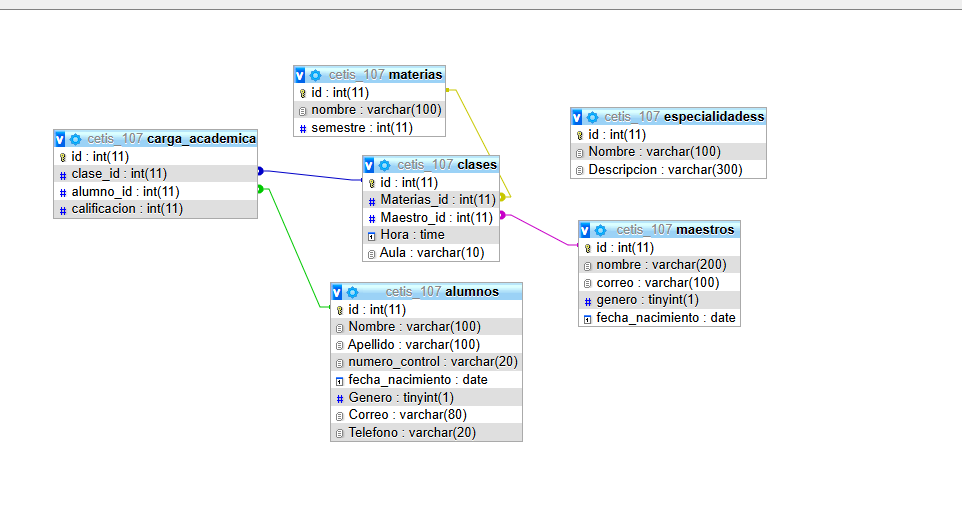 cetis_107 materias
id : int(11)
nombre : varchar(100)
semestre : int(11)
cetis_107 especialidadess
id : int(11)
Nombre : varchar(100)
Descripcion : varchar(300)
cetis_107 carga_academica
id : int(11)
clase_id : int(11)
alumno_id : int(11)
calificacion : int(11)
cetis_107 clases
id : int(11)
Materias_id : int(11)
Maestro_id : int(11)
Hora : time
Aula : varchar(10)
cetis_107 maestros
id : int(11)
nombre : varchar(200)
correo : varchar(100)
genero : tinyint(1)
fecha_nacimiento : date
cetis_107 alumnos
id : int(11)
Nombre : varchar(100)
Apellido : varchar(100)
numero_control : varchar(20)
fecha_nacimiento : date
Genero : tinyint(1)
Correo : varchar(80)
Telefono : varchar(20)